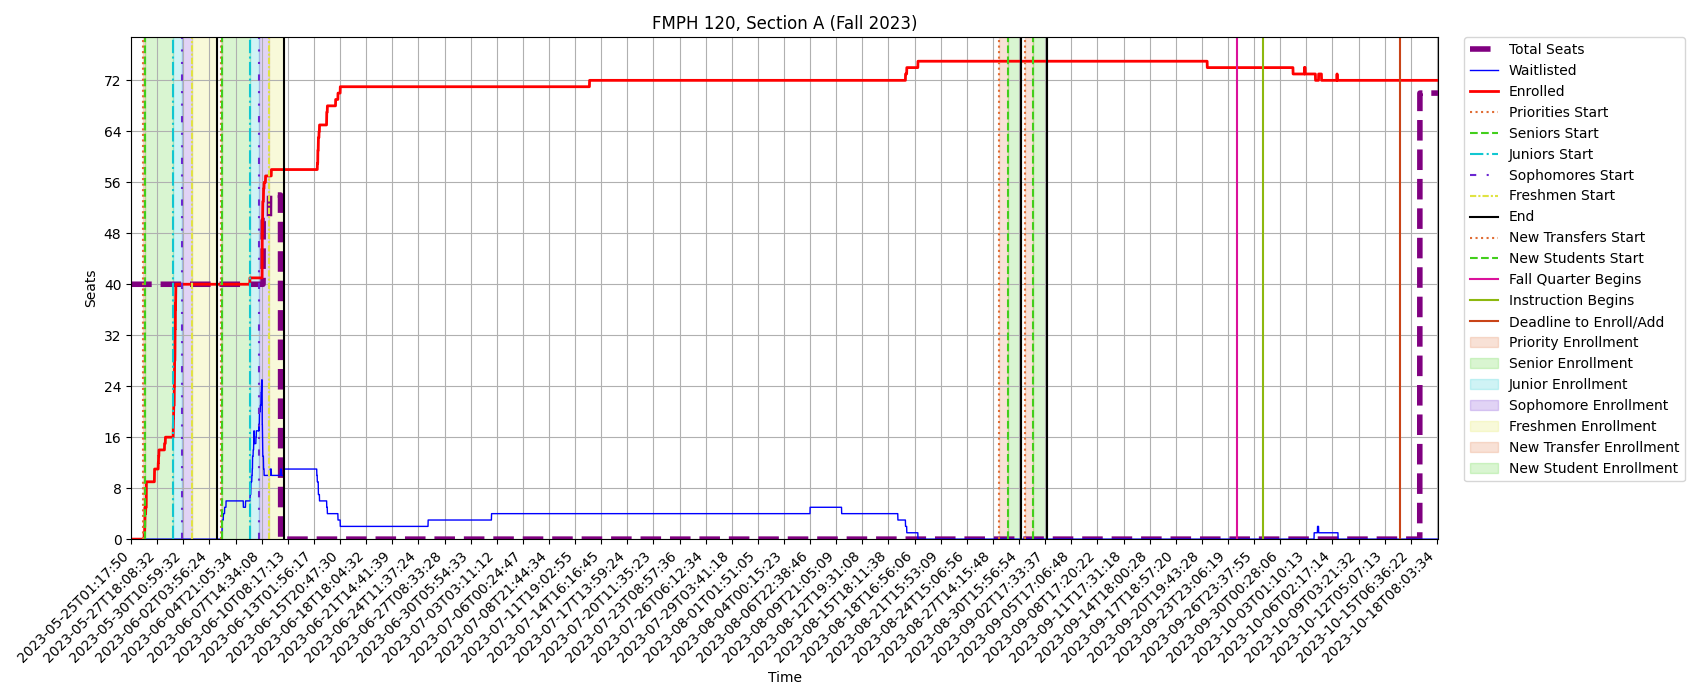 FMPH 120, Section A (Fall 2023)
Seats
72
64
56
48
40
32
24
16
8
0
2023-05-25T01:17:50
2023-05-27T18:08:32
2023-05-30T10:59:32
2023-06-02T03:56:24
2023-06-04T21:05:34
2023-06-07T14:34:08
2023-06-10T08:17:13
2023-06-13T01:56:17
2023-06-15T20:47:30
2023-06-18T18:04:32
2023-06-21T14:41:39
2023-06-24T11:37:24
2023-06-27T08:33:28
2023-06-30T05:54:33
2023-07-03T03:11:12
2023-07-06T00:24:47
2023-07-08T21:44:34
2023-07-11T19:02:55
2023-07-14T16:16:45
2023-07-17T13:59:24
2023-07-20T11:35:23
2023-07-23T08:57:36
2023-07-26T06:12:34
2023-07-29T03:41:18
2023-08-01T01:51:05
2023-08-04T00:15:23
2023-08-06T22:38:46
2023-08-09T21:05:09
2023-08-12T19:31:08
2023-08-15T18:11:38
2023-08-18T16:56:06
2023-08-21T15:53:09
2023-08-24T15:06:56
2023-08-27T14:15:48
2023-08-30T15:56:54
2023-09-02T17:33:37
2023-09-05T17:06:48
2023-09-08T17:20:22
2023-09-11T17:31:18
2023-09-14T18:00:28
2023-09-17T18:57:20
2023-09-20T19:43:28
2023-09-23T23:06:19
2023-09-26T23:37:55
2023-09-30T00:28:06
2023-10-03T01:10:13
2023-10-06T02:17:14
2023-10-09T03:21:32
2023-10-12T05:07:13
2023-10-15T06:36:22
2023-10-18T08:03:34
Time
Total Seats
Waitlisted
Enrolled
Priorities Start
Seniors Start
Juniors Start
Sophomores Start
Freshmen Start
End
New Transfers Start
New Students Start
Fall Quarter Begins
Instruction Begins
Deadline to Enroll/Add
Priority Enrollment
Senior Enrollment
Junior Enrollment
Sophomore Enrollment
Freshmen Enrollment
New Transfer Enrollment
New Student Enrollment